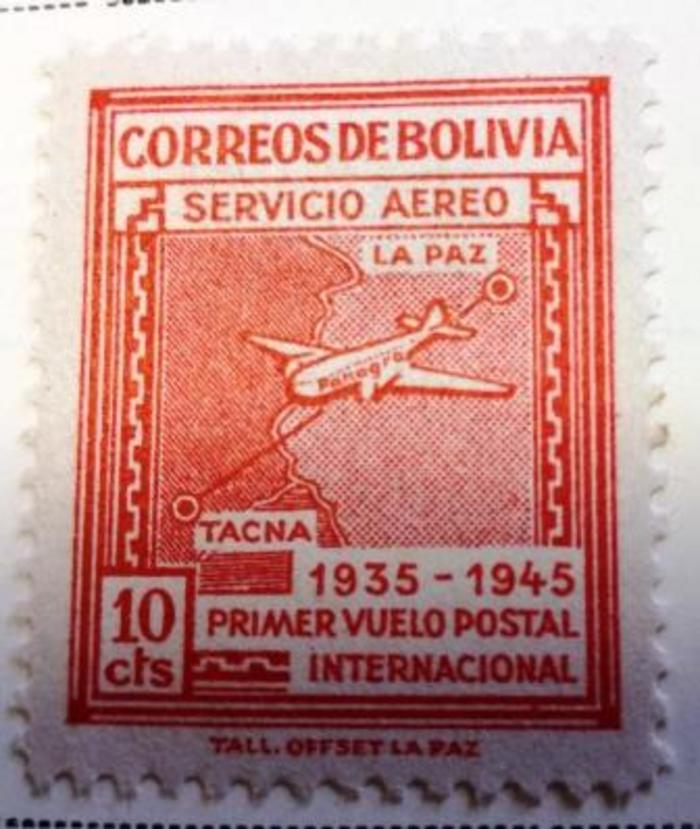 CORREOS DE BOLIVIA
SERVICIO AEREO
LA PAZ
Panagra
TACNA
1935 - 1945
10 cts
PRIMER VUELO POSTAL
INTERNACIONAL
TALL. OFFSET LA PAZ